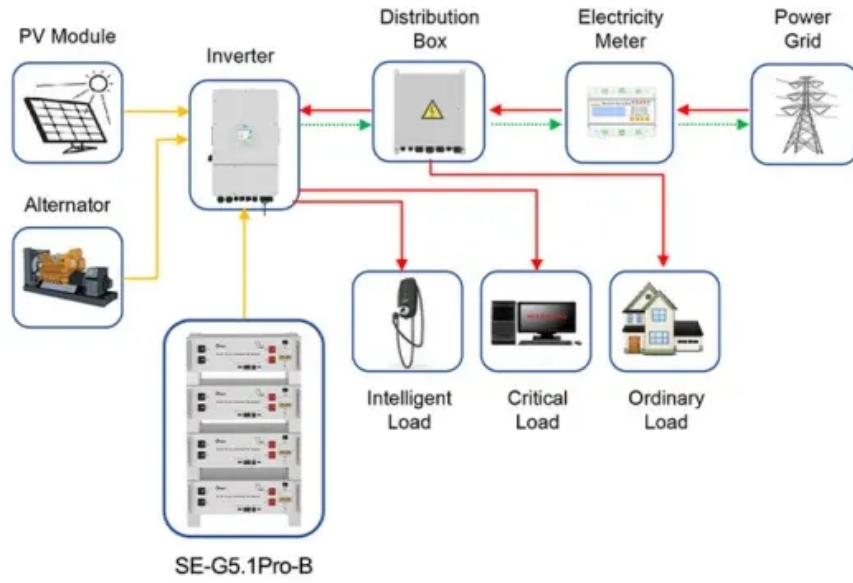 PV Module
Inverter
Distribution
Box
Electricity
Meter
Power
Grid
Alternator
Intelligent
Load
Critical
Load
Ordinary
Load
SE-G5.1Pro-B